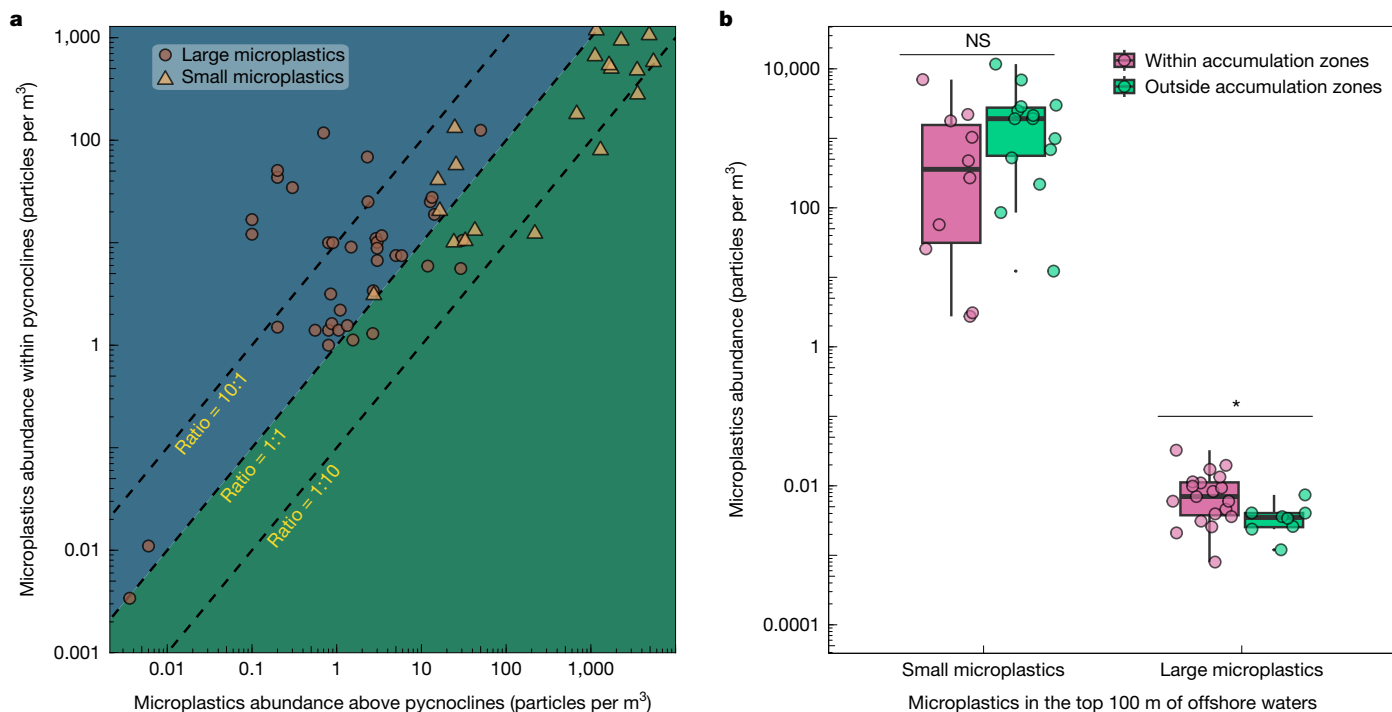 a
Microplastics abundance within pycnoclines (particles per m³)
1,000
100
1
0.01
0.001
Large microplastics
Small microplastics
Ratio = 10:1
Ratio = 1:1
Ratio = 1:10
0.01 0.1 1 10 100 1,000
Microplastics abundance above pycnoclines (particles per m³)
b
Microplastics abundance (particles per m³)
10,000
100
1
0.01
0.0001
NS
Within accumulation zones
Outside accumulation zones
*
Small microplastics Large microplastics
Microplastics in the top 100 m of offshore waters